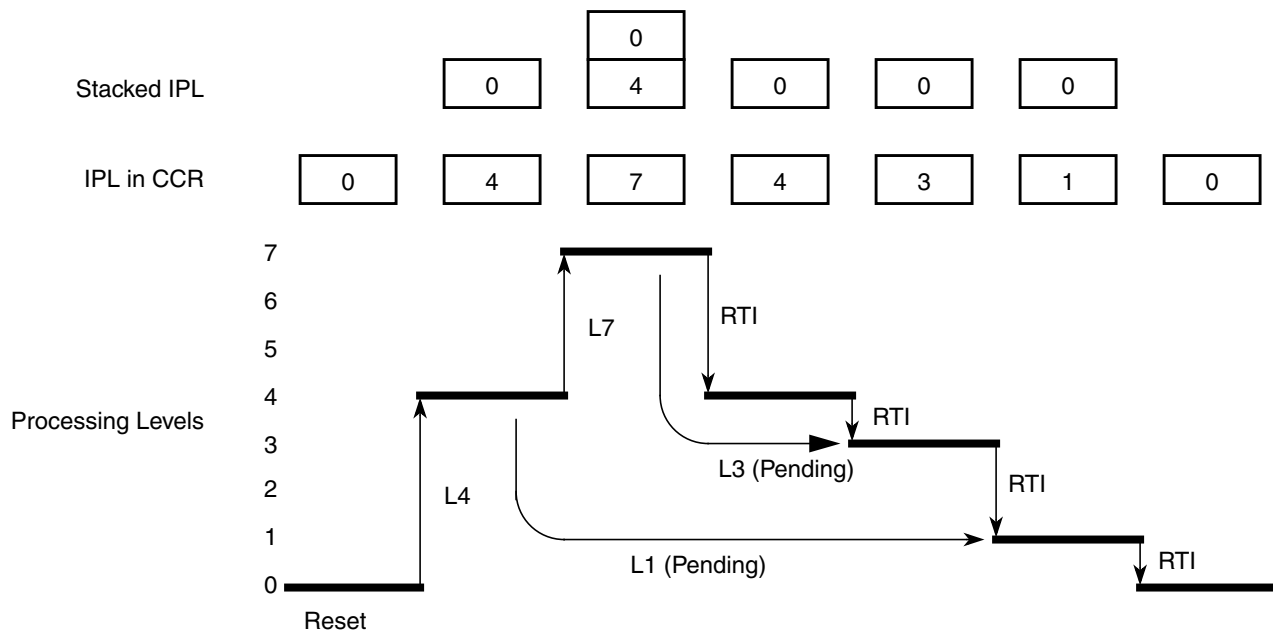 0
Stacked IPL 0 4 0 0 0
IPL in CCR 0 4 7 4 3 1 0
7
6
L7 RTI
5
4
Processing Levels RTI
3
L3 (Pending)
2
L4 RTI
1
L1 (Pending) RTI
0
Reset